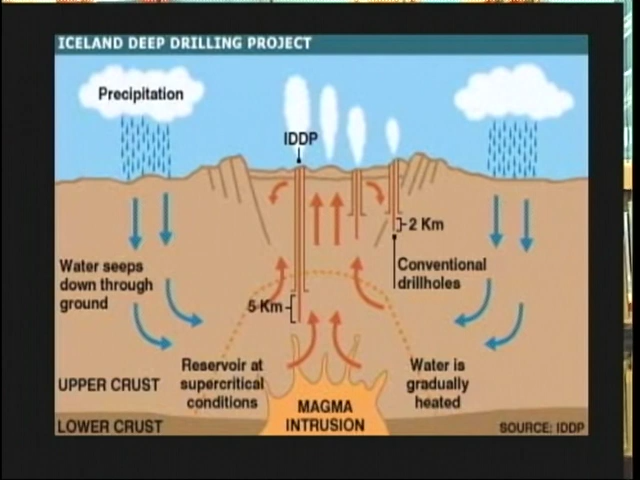 ICELAND DEEP DRILLING PROJECT
Precipitation
IDDP
2 Km
Water seeps
down through
ground
Conventional
drillholes
5 Km
Reservoir at
supercritical
conditions
Water is
gradually
heated
UPPER CRUST
MAGMA
INTRUSION
LOWER CRUST
SOURCE: IDDP